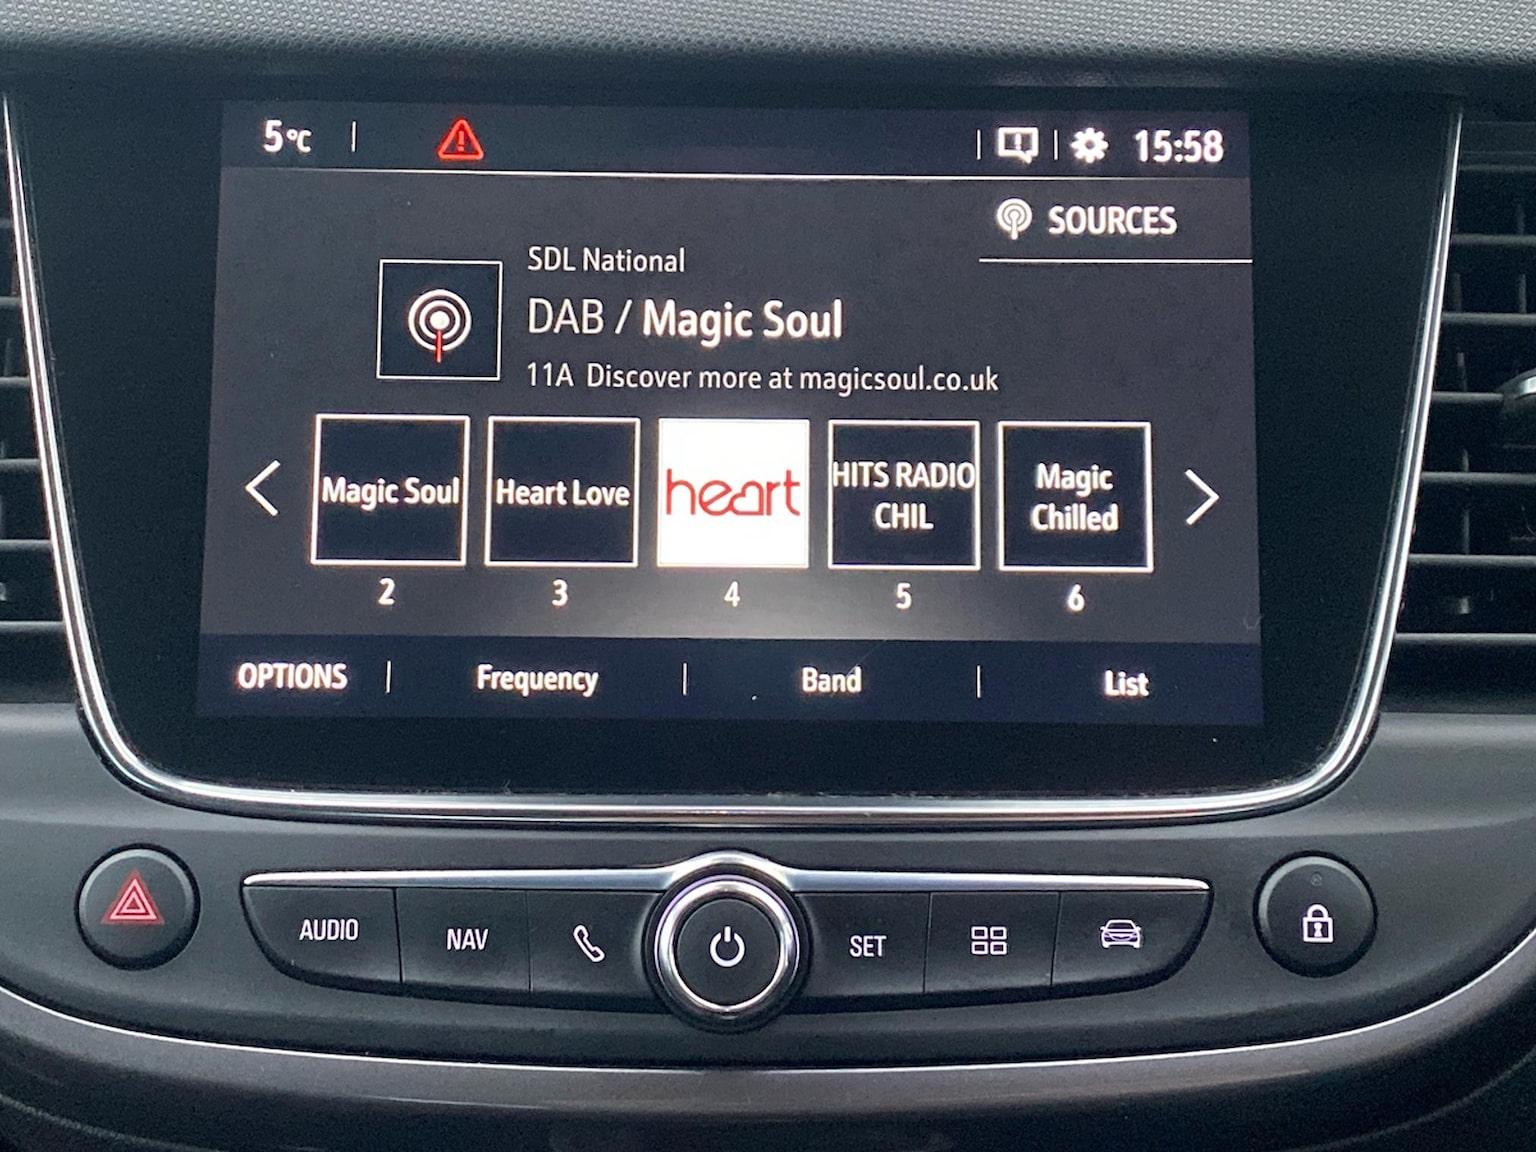 5°C
15:58
SOURCES
SDL National
DAB / Magic Soul
11A Discover more at magicsoul.co.uk
Magic Soul
Heart Love
heart
HITS RADIO
CHIL
Magic
Chilled
2
3
4
5
6
OPTIONS
Frequency
Band
List
AUDIO
NAV
SET